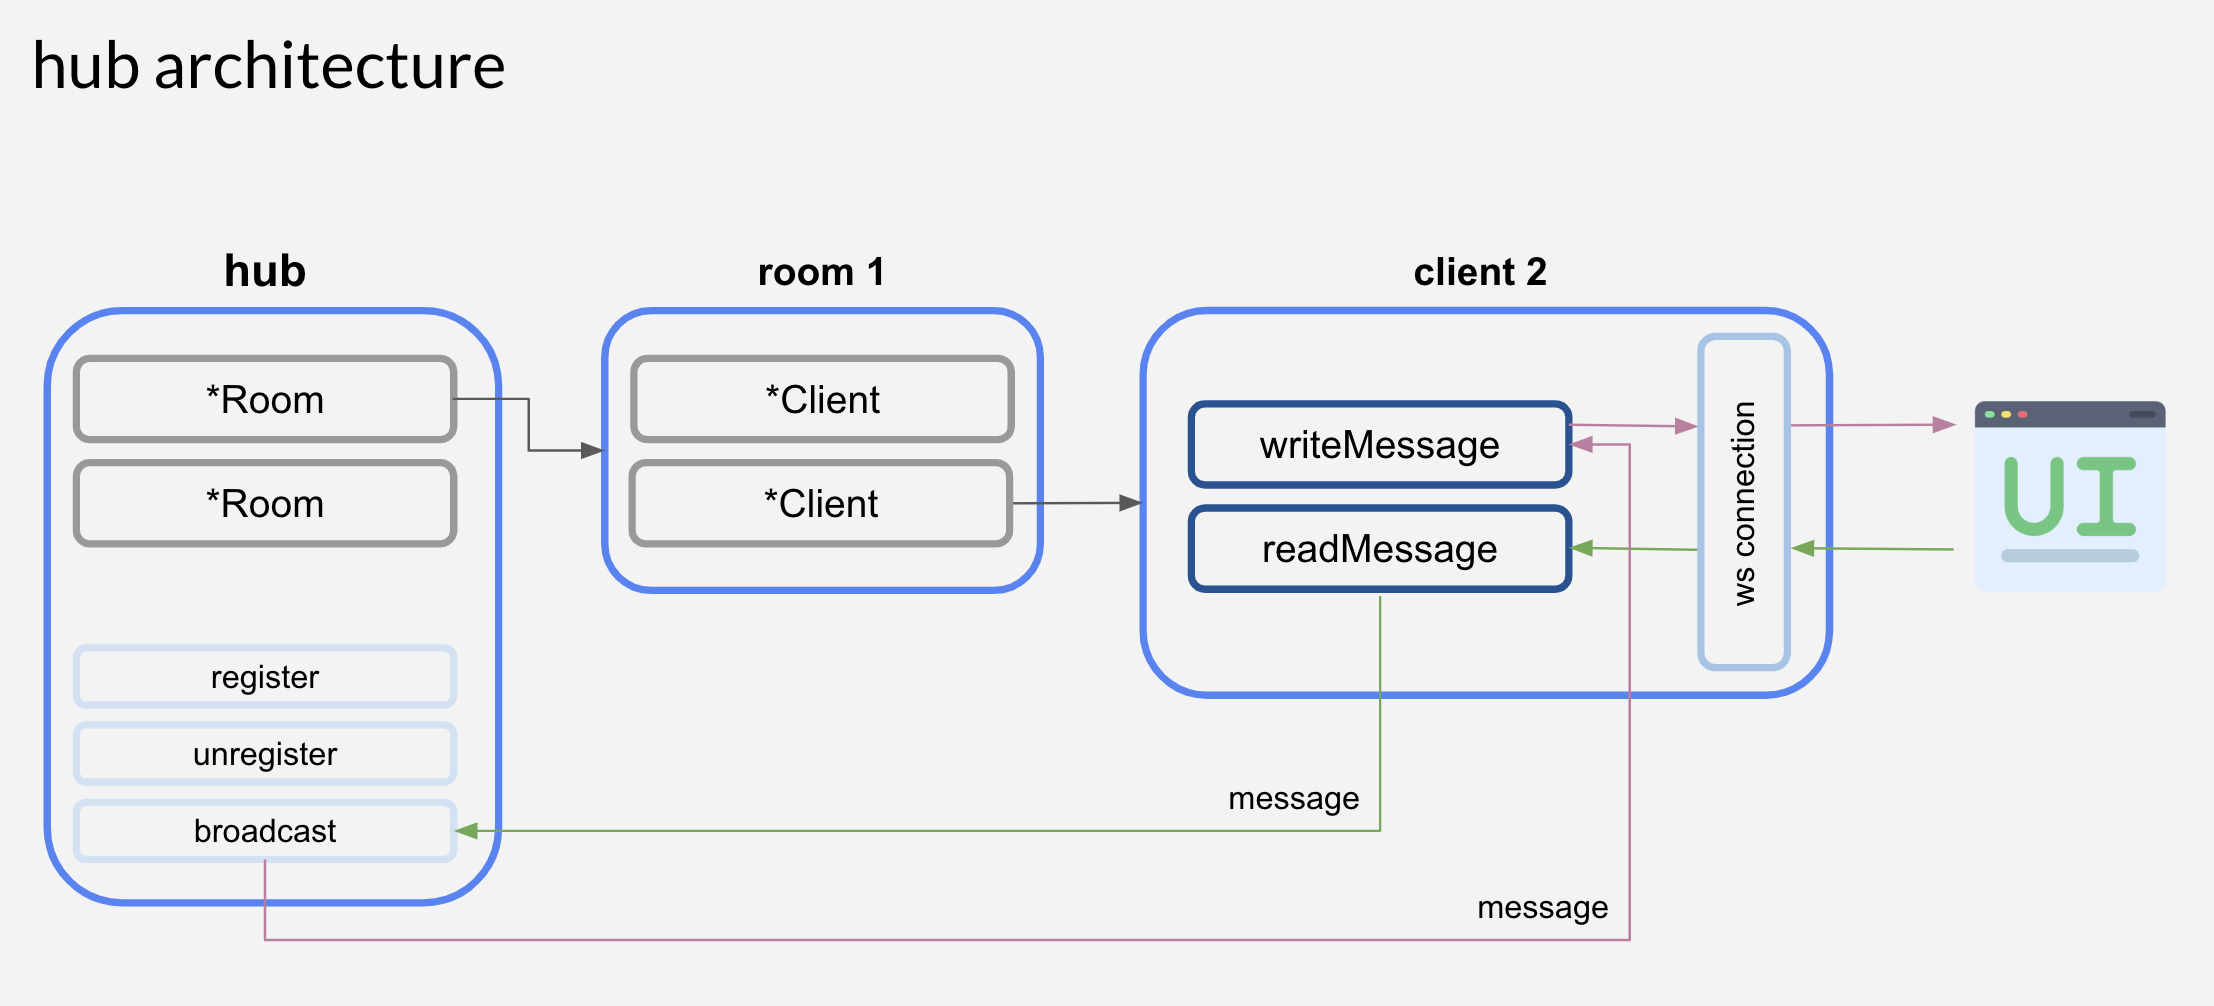 hub architecture
hub
*Room
*Room
register
unregister
broadcast
room 1
*Client
*Client
client 2
writeMessage
readMessage
ws connection
UI
message
message